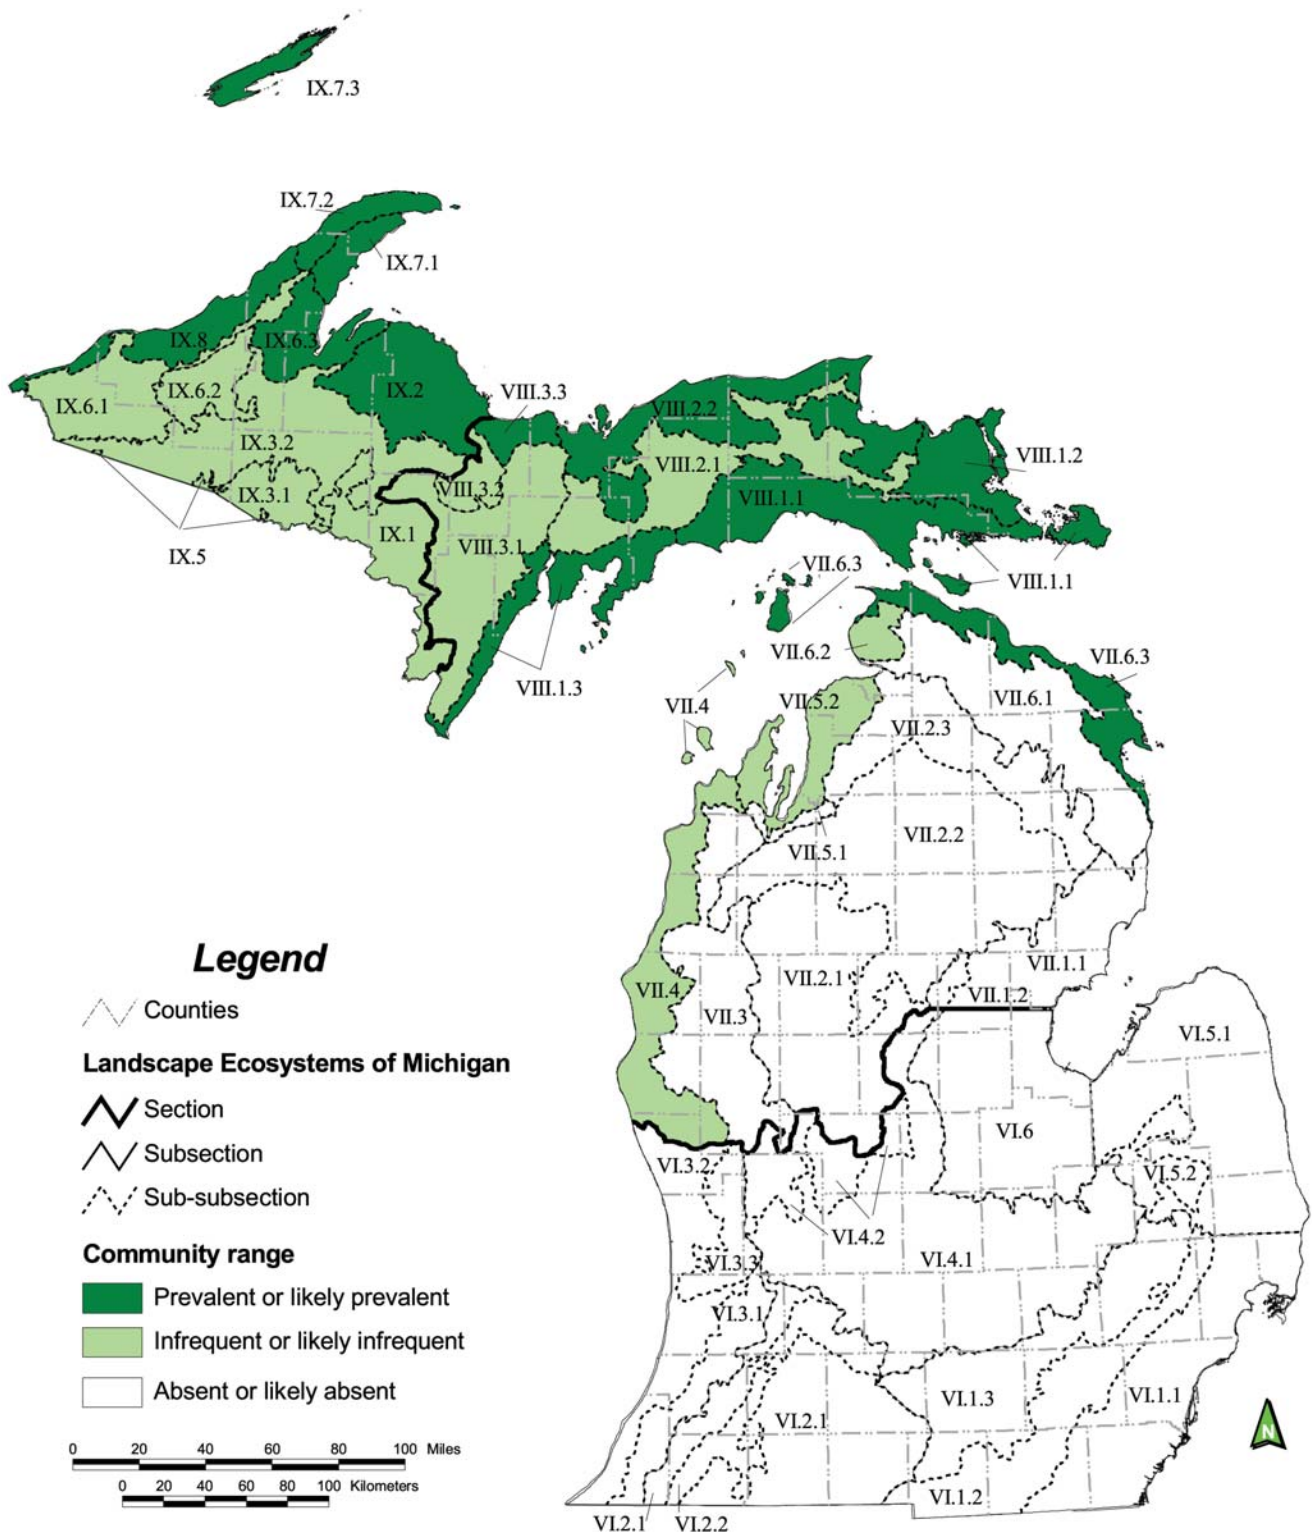 IX.7.3
IX.7.2
IX.7.1
IX.8
IX.6.3
IX.2
VIII.3.3
IX.6.2
IX.6.1
VIII.2.2
IX.3.2
VIII.1.2
VIII.2.1
VIII.3.2
IX.3.1
VIII.1.1
IX.1
VIII.3.1
IX.5
VII.6.3
VIII.1.1
VII.6.2
VII.6.3
VIII.1.3
VII.5.2
VII.6.1
VII.4
VII.2.3
VII.2.2
VII.5.1
Legend
VII.1.1
VII.2.1
VII.4
VII.1.2
Counties
VII.3
VI.5.1
Landscape Ecosystems of Michigan
Section
VI.6
Subsection
VI.3.2
VI.5.2
Sub-subsection
VI.4.2
Community range
VI.4.1
VI.3.3
Prevalent or likely prevalent
VI.3.1
Infrequent or likely infrequent
Absent or likely absent
VI.1.3
VI.1.1
VI.2.1
N
0 20 40 60 80 100 Miles
0 20 40 60 80 100 Kilometers
VI.1.2
VI.2.1
VI.2.2